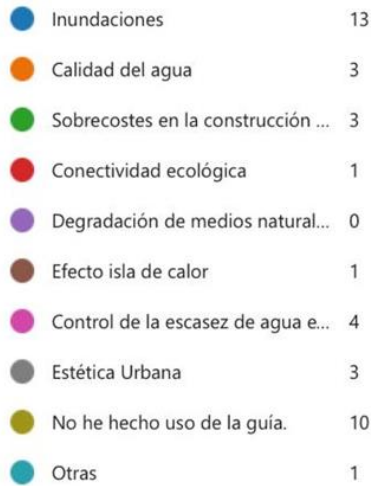 Inundaciones 13
Calidad del agua 3
Sobrecostes en la construcción ... 3
Conectividad ecológica 1
Degradación de medios natural... 0
Efecto isla de calor 1
Control de la escasez de agua e... 4
Estética Urbana 3
No he hecho uso de la guía. 10
Otras 1